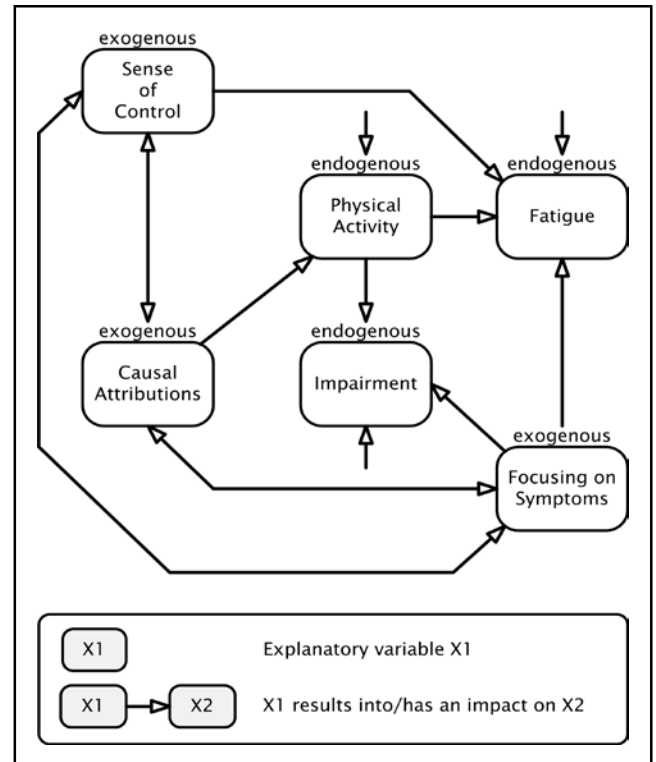 exogenous
Sense
of
Control
endogenous
Physical
Activity
endogenous
Fatigue
exogenous
Causal
Attributions
endogenous
Impairment
exogenous
Focusing on
Symptoms
X1
Explanatory variable X1
X1
X2
X1 results into/has an impact on X2